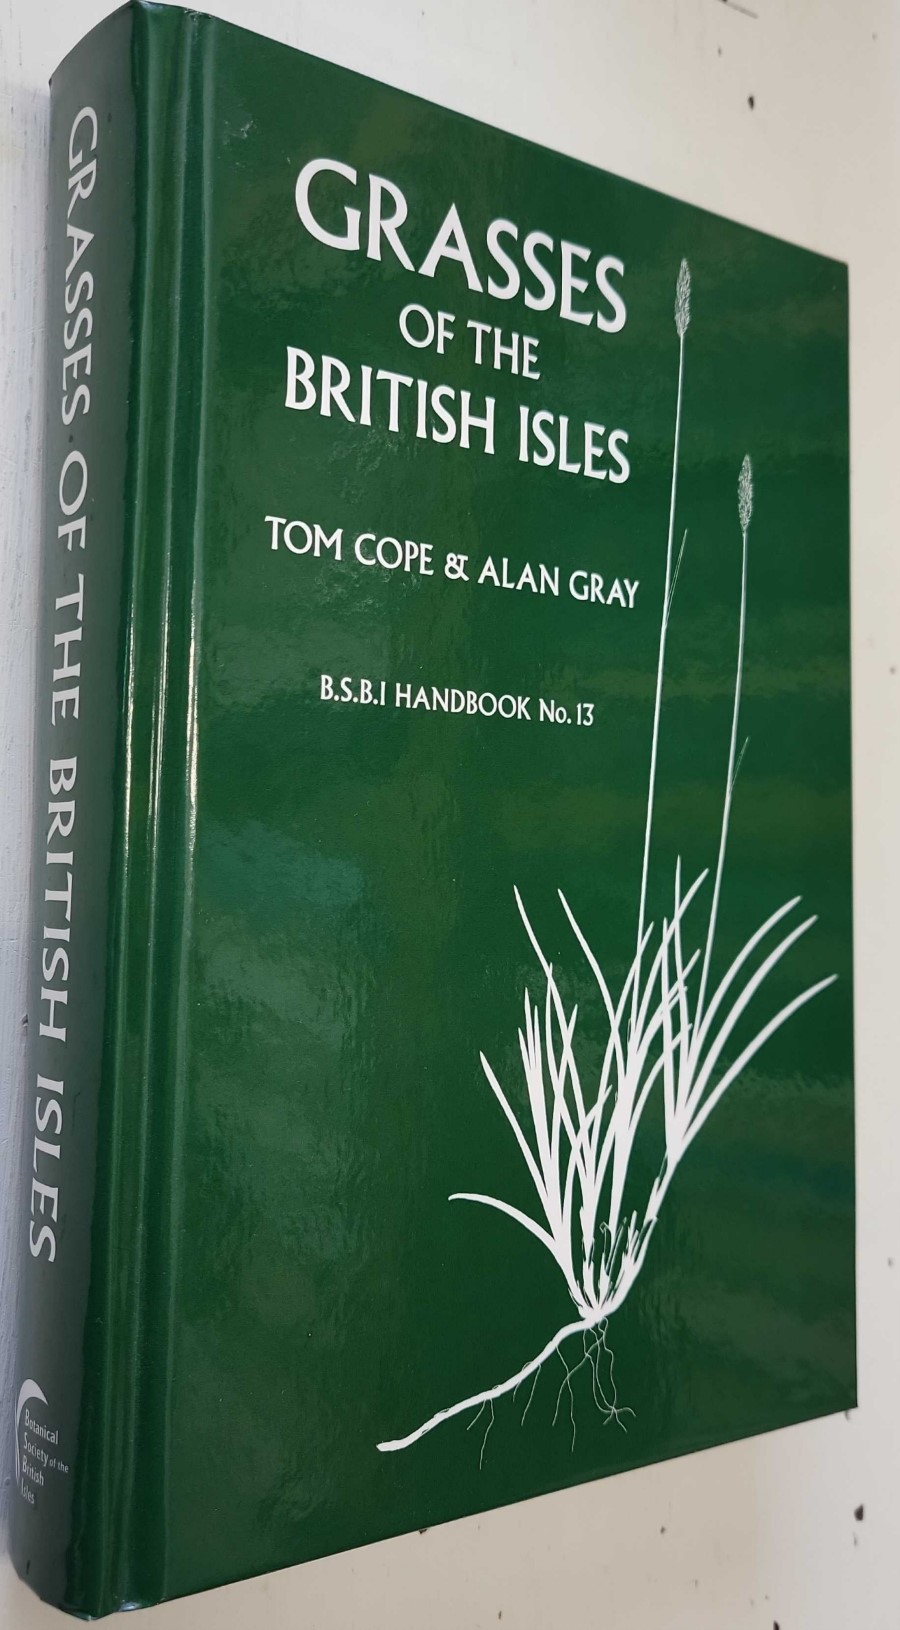 GRASSES
OF THE
BRITISH ISLES
TOM COPE & ALAN GRAY
B.S.B.I HANDBOOK No. 13
GRASSES OF THE BRITISH ISLES
Botanical
Society of the
British
Isles